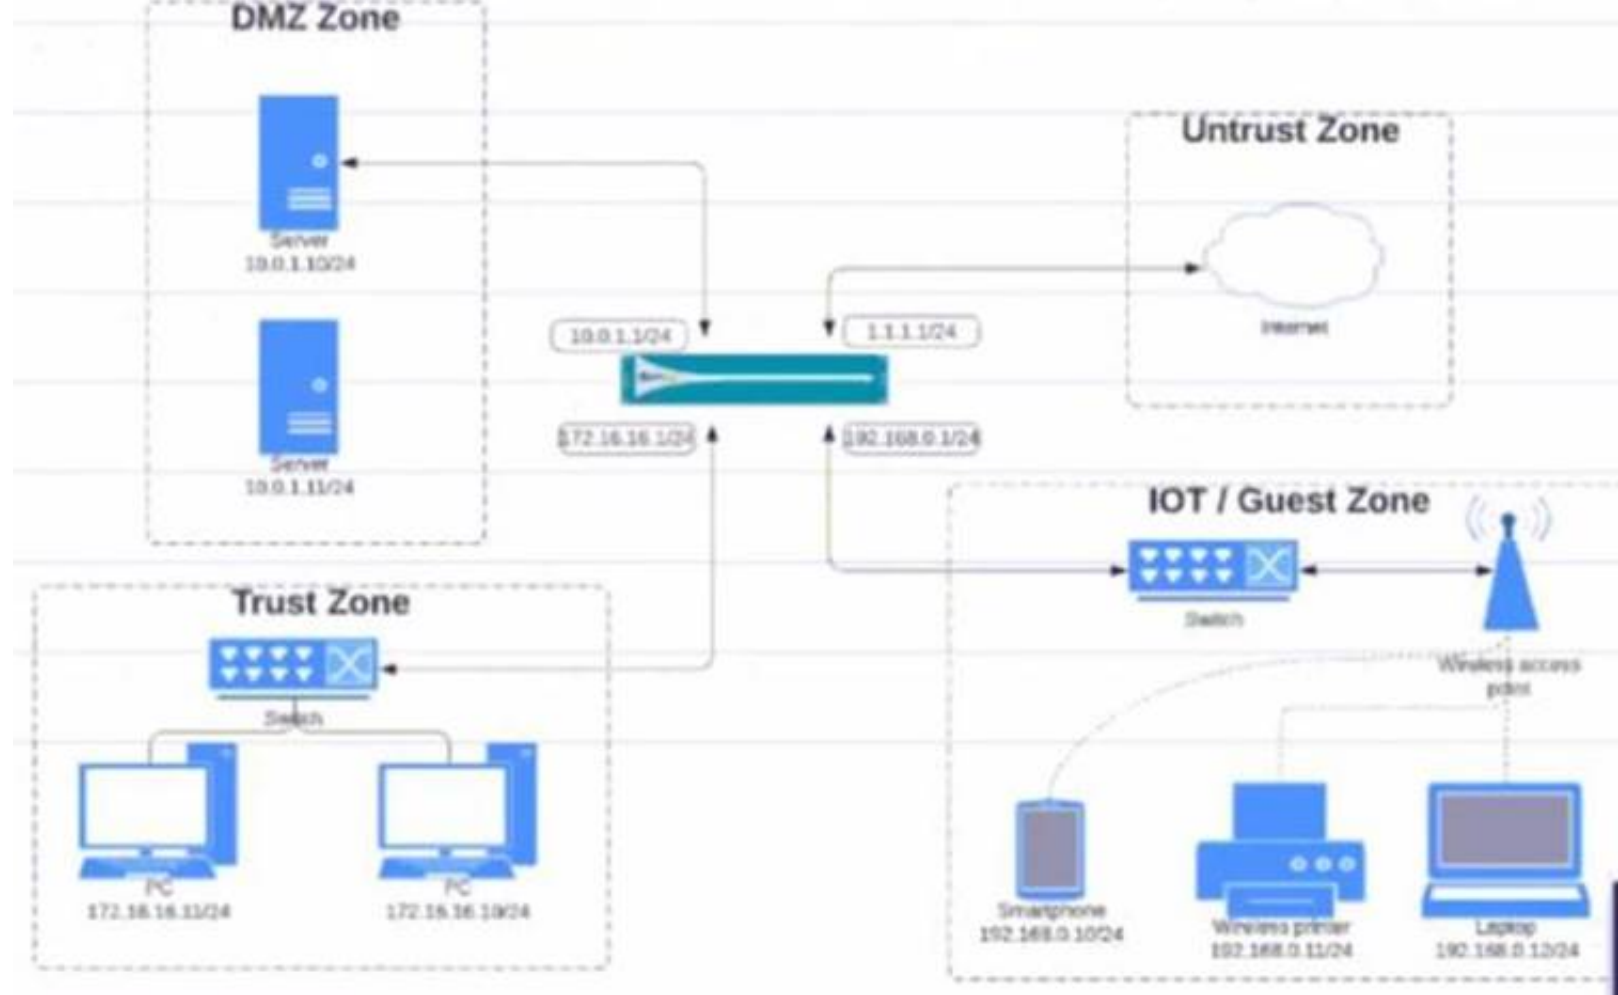 DMZ Zone
Server
10.0.1.10/24
Server
10.0.1.11/24
Untrust Zone
Internet
10.0.1.1/24
1.1.1.1/24
172.16.16.1/24
192.168.0.1/24
IOT / Guest Zone
Switch
Wireless access
point
Smartphone
192.168.0.10/24
Wireless printer
192.168.0.11/24
Laptop
192.168.0.12/24
Trust Zone
Switch
PC
172.16.16.11/24
PC
172.16.16.10/24